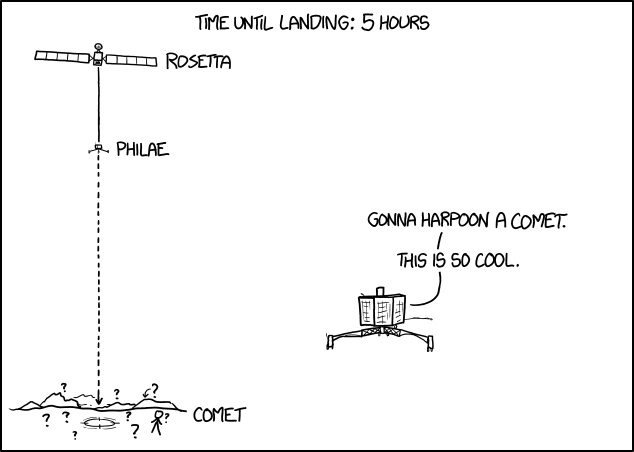 TIME UNTIL LANDING: 5 HOURS
ROSETTA
PHILAE
GONNA HARPOON A COMET.
THIS IS SO COOL.
?
?
?
COMET
?
?
?
?
?
?